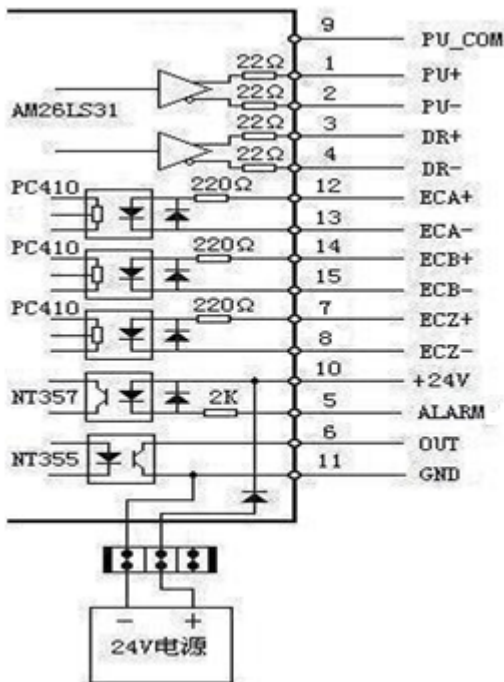 9 PU_COM
22Ω 1 PU+
22Ω 2 PU-
AM26LS31
22Ω 3 DR+
22Ω 4 DR-
PC410 220Ω 12 ECA+
13 ECA-
PC410 220Ω 14 ECB+
15 ECB-
PC410 220Ω 7 ECZ+
8 ECZ-
10 +24V
NT357 2K 5 ALARM
6 OUT
NT355 11 GND
- +
24V电源